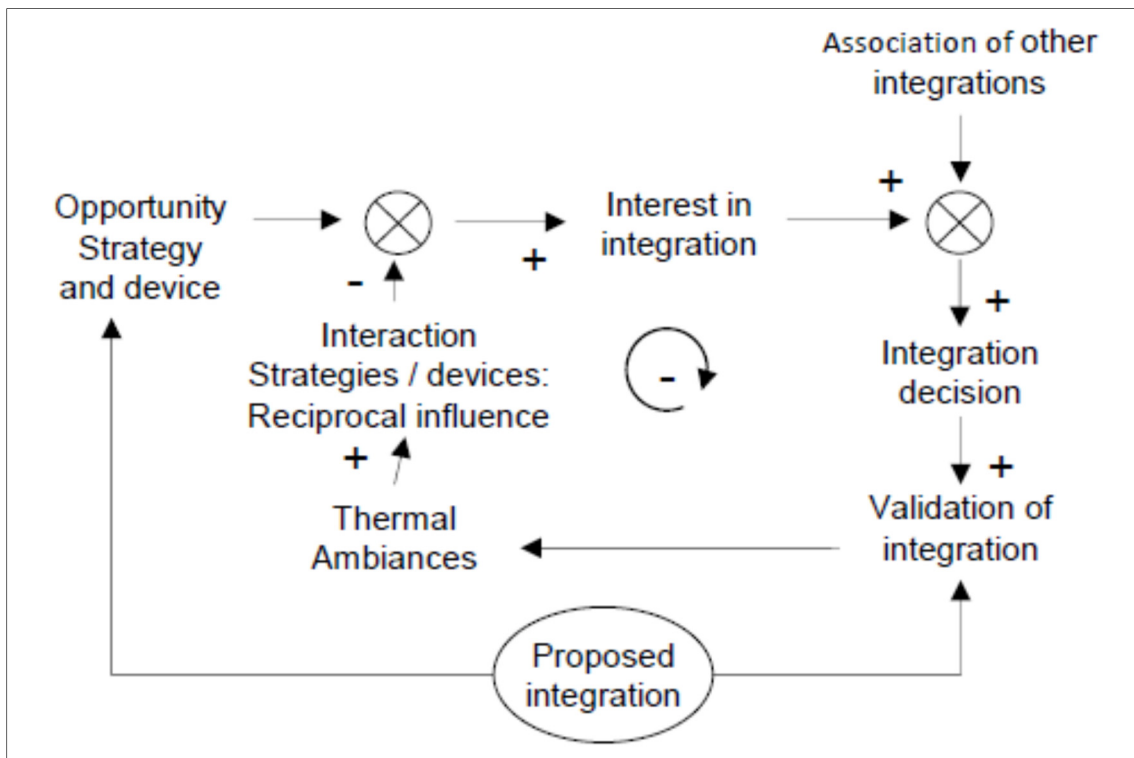 Association of other
integrations
Opportunity
Strategy
and device
+
Interest in
integration
+
-
+
Interaction
Strategies / devices:
Reciprocal influence
-
Integration
decision
+
Thermal
Ambiances
+
Validation of
integration
Proposed
integration